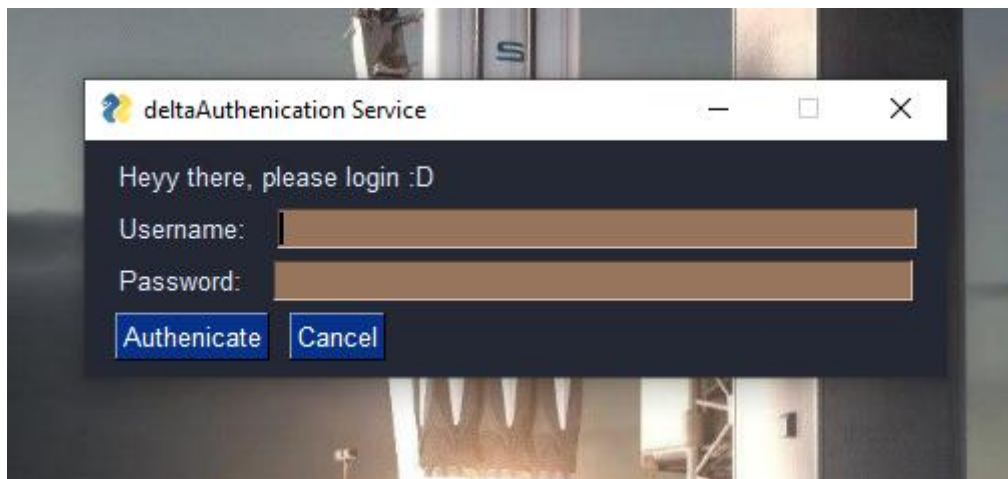 S
deltaAuthenication Service
Heyy there, please login :D
Username:
Password:
Authenicate Cancel